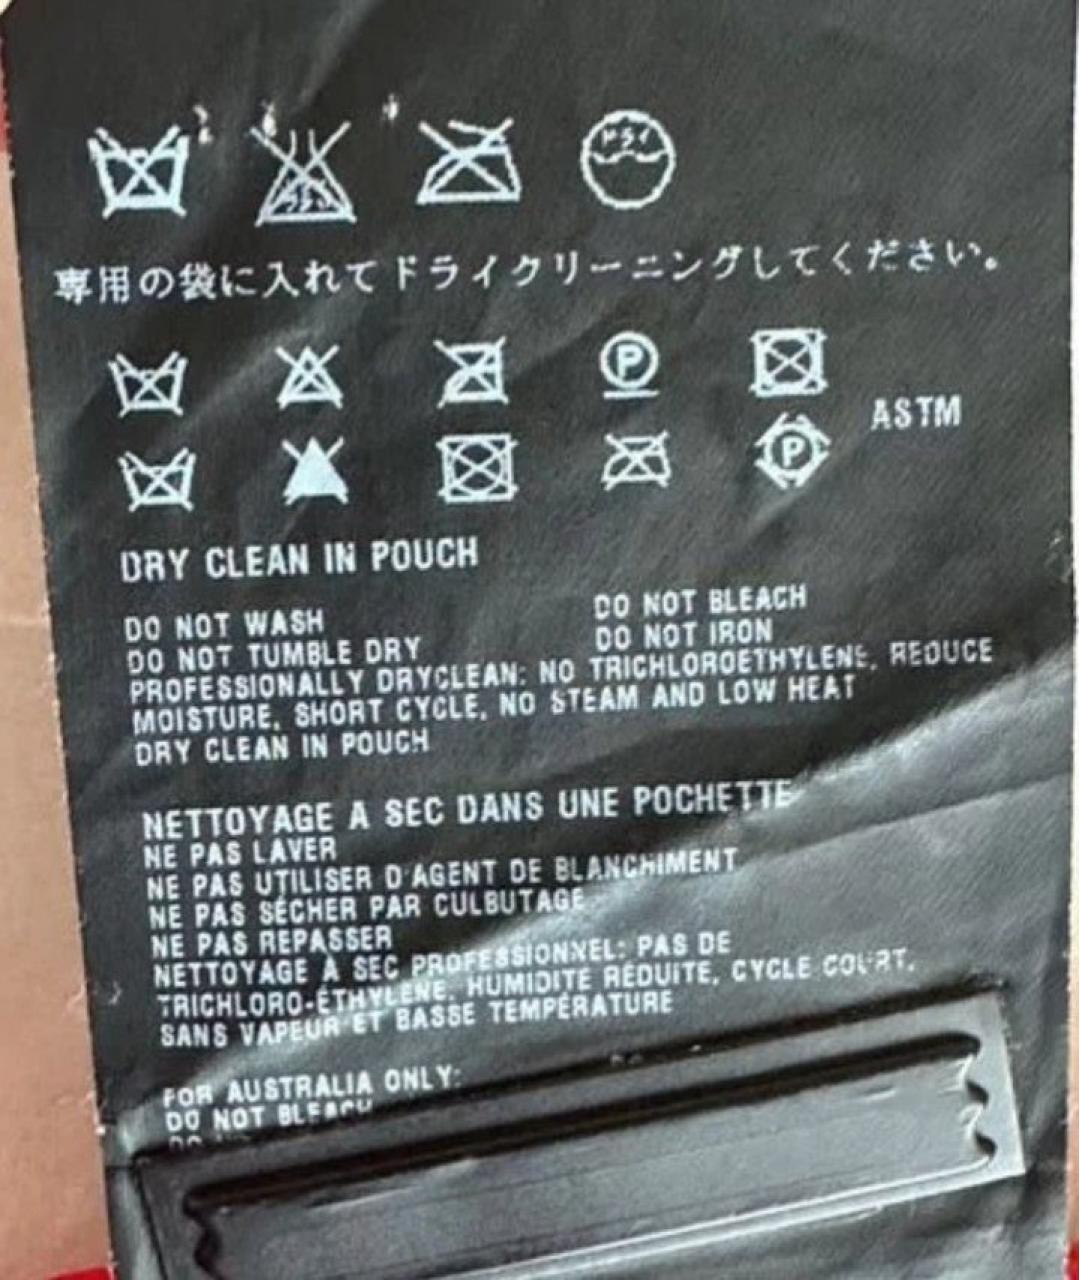 ドライ
専用の袋に入れてドライクリーニングしてください。
P
ASTM
P
DRY CLEAN IN POUCH
DO NOT WASH DO NOT BLEACH
DO NOT TUMBLE DRY DO NOT IRON
PROFESSIONALLY DRYCLEAN: NO TRICHLOROETHYLENE, REDUCE
MOISTURE, SHORT CYCLE, NO STEAM AND LOW HEAT
DRY CLEAN IN POUCH
NETTOYAGE A SEC DANS UNE POCHETTE
NE PAS LAVER
NE PAS UTILISER D'AGENT DE BLANCHIMENT
NE PAS SÉCHER PAR CULBUTAGE
NE PAS REPASSER
NETTOYAGE À SEC PROFESSIONNEL: PAS DE
TRICHLORO-ÉTHYLÈNE, HUMIDITÉ RÉDUITE, CYCLE COURT,
SANS VAPEUR ET BASSE TEMPÉRATURE
FOR AUSTRALIA ONLY:
DO NOT BLEACH